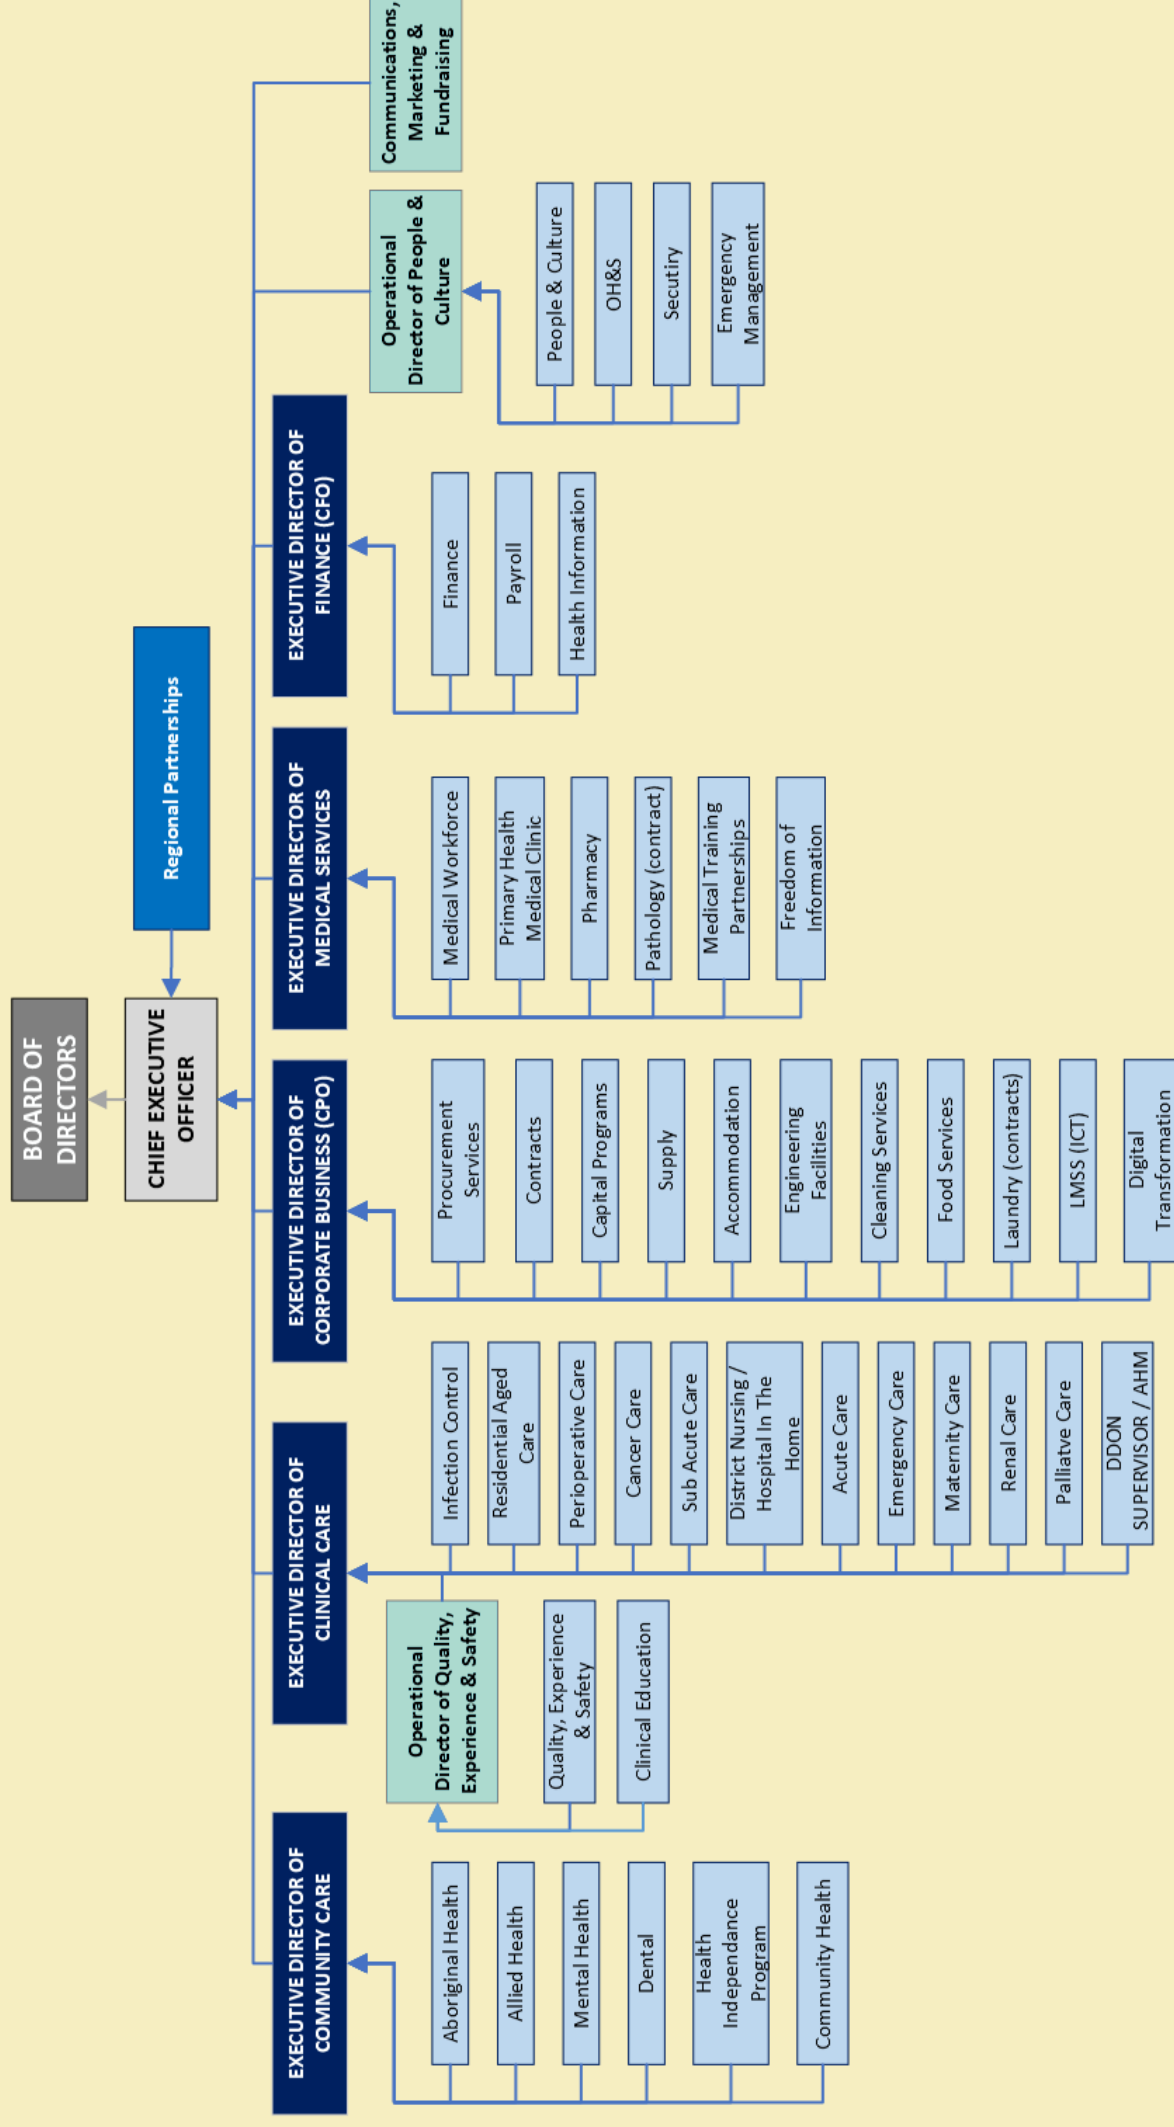 BOARD OF
DIRECTORS
CHIEF EXECUTIVE
OFFICER
Regional Partnerships
EXECUTIVE DIRECTOR OF
COMMUNITY CARE
Aboriginal Health
Allied Health
Mental Health
Dental
Health
Independance
Program
Community Health
EXECUTIVE DIRECTOR OF
CLINICAL CARE
Operational
Director of Quality,
Experience & Safety
Quality, Experience
& Safety
Clinical Education
Infection Control
Residential Aged
Care
Perioperative Care
Cancer Care
Sub Acute Care
District Nursing /
Hospital In The
Home
Acute Care
Emergency Care
Maternity Care
Renal Care
Palliatve Care
DDON
SUPERVISOR / AHM
EXECUTIVE DIRECTOR OF
CORPORATE BUSINESS (CPO)
Procurement
Services
Contracts
Capital Programs
Supply
Accommodation
Engineering
Facilities
Cleaning Services
Food Services
Laundry (contracts)
LMSS (ICT)
Digital
Transformation
EXECUTIVE DIRECTOR OF
MEDICAL SERVICES
Medical Workforce
Primary Health
Medical Clinic
Pharmacy
Pathology (contract)
Medical Training
Partnerships
Freedom of
Information
EXECUTIVE DIRECTOR OF
FINANCE (CFO)
Finance
Payroll
Health Information
Operational
Director of People &
Culture
People & Culture
OH&S
Secutiry
Emergency
Management
Communications,
Marketing &
Fundraising